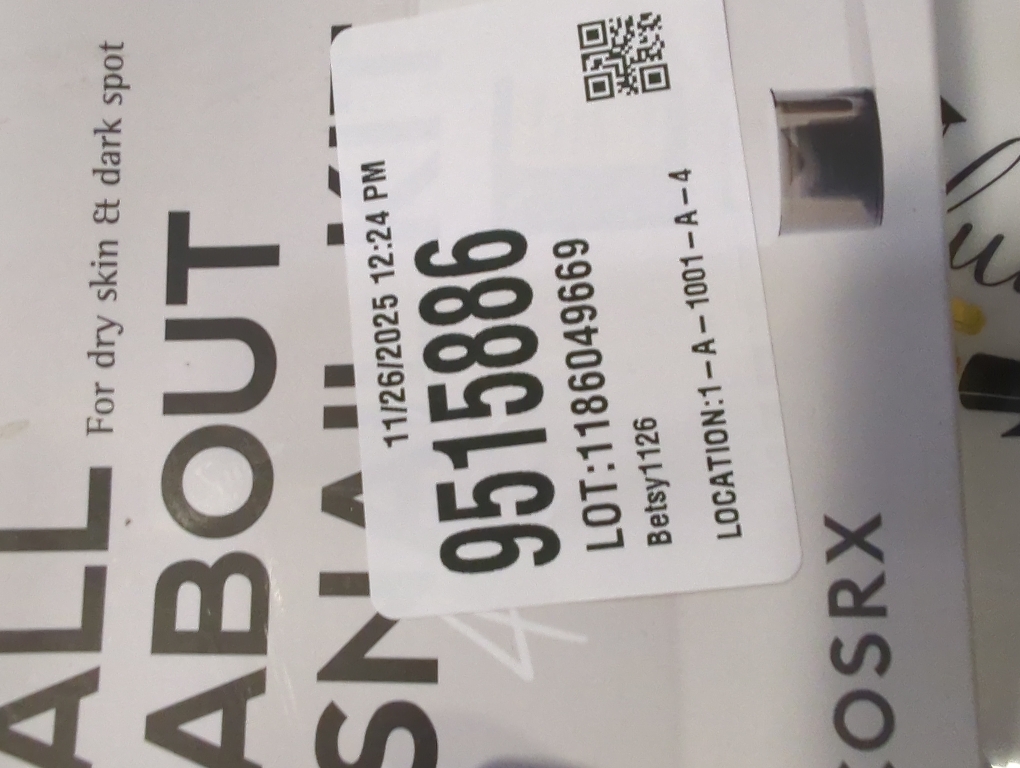 ALL
For dry skin & dark spot
ABOUT
SNAIL
11/26/2025 12:24 PM
9515886
LOT:1186049669
Betsy1126
LOCATION:1-A-1001-A-4
COSRX